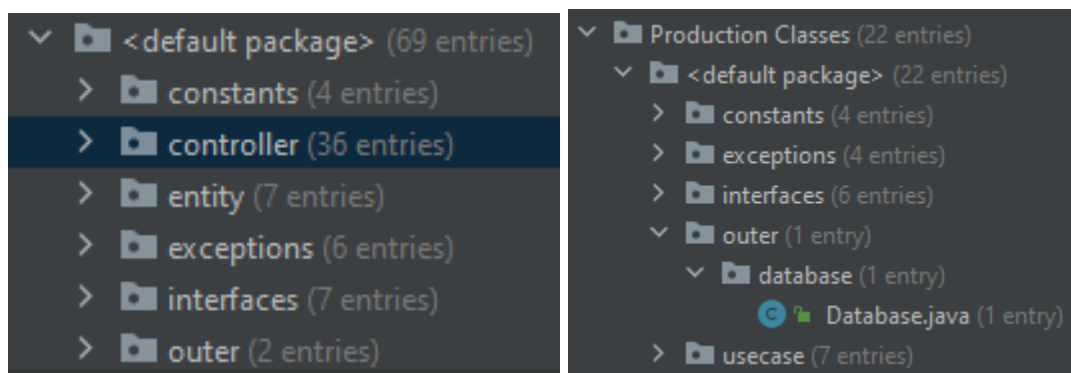 <default package> (69 entries)
constants (4 entries)
controller (36 entries)
entity (7 entries)
exceptions (6 entries)
interfaces (7 entries)
outer (2 entries)
Production Classes (22 entries)
<default package> (22 entries)
constants (4 entries)
exceptions (4 entries)
interfaces (6 entries)
outer (1 entry)
database (1 entry)
C Database.java (1 entry)
usecase (7 entries)